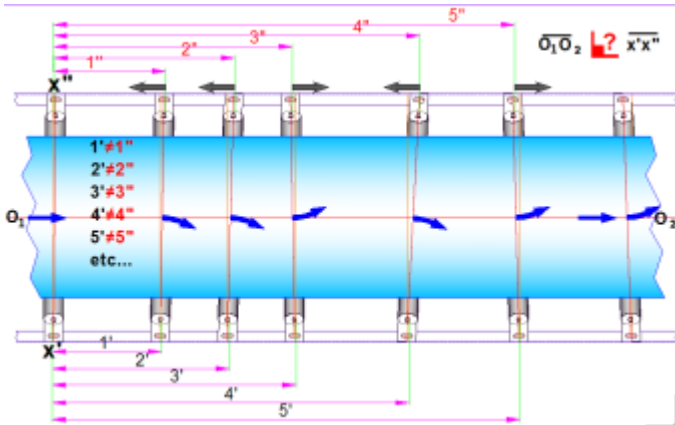 5"
4"
3"
2"
1"
O₁O₂ ? x'x"
x"
1'≠1"
2'≠2"
3'≠3"
4'≠4"
5'≠5"
etc...
O₁
O₂
x'
1'
2'
3'
4'
5'